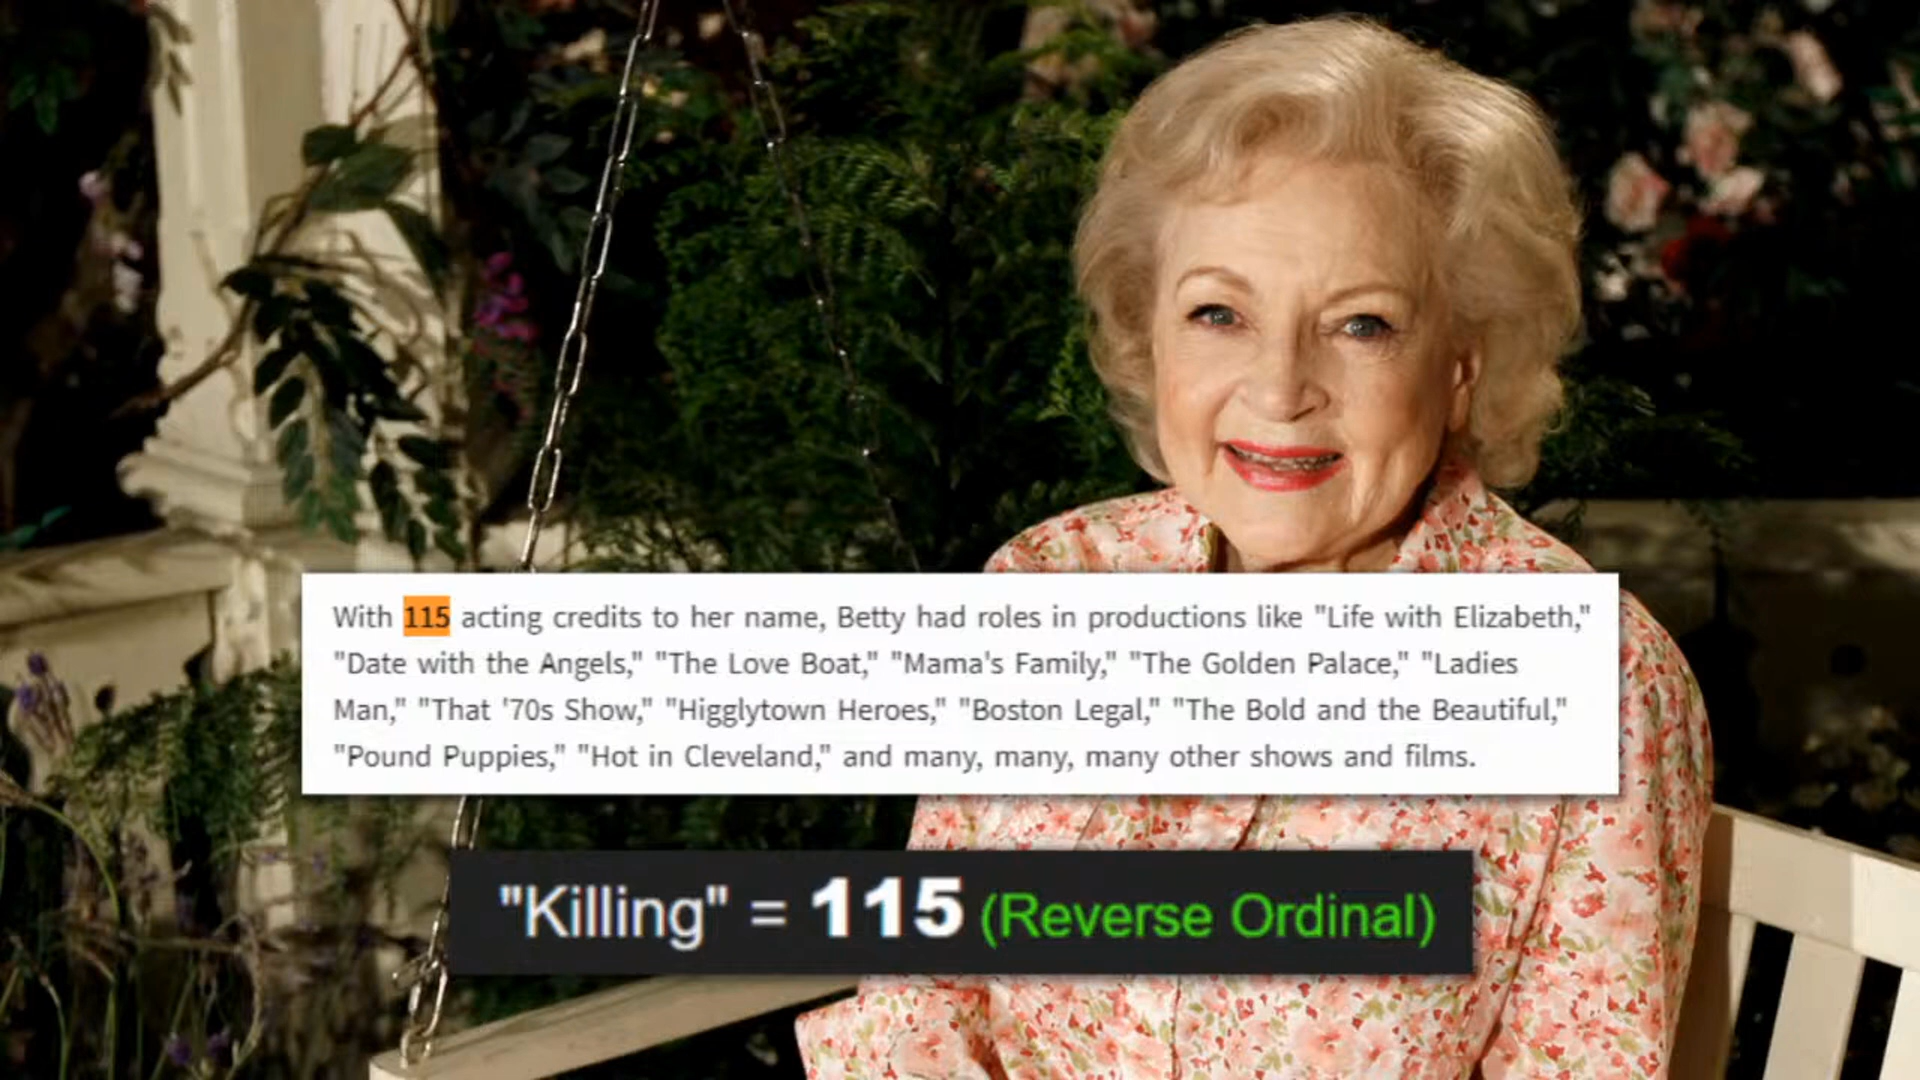 With 115 acting credits to her name, Betty had roles in productions like "Life with Elizabeth,"
"Date with the Angels," "The Love Boat," "Mama's Family," "The Golden Palace," "Ladies
Man," "That '70s Show," "Higglytown Heroes," "Boston Legal," "The Bold and the Beautiful,"
"Pound Puppies," "Hot in Cleveland," and many, many, many other shows and films.
"Killing" = 115 (Reverse Ordinal)